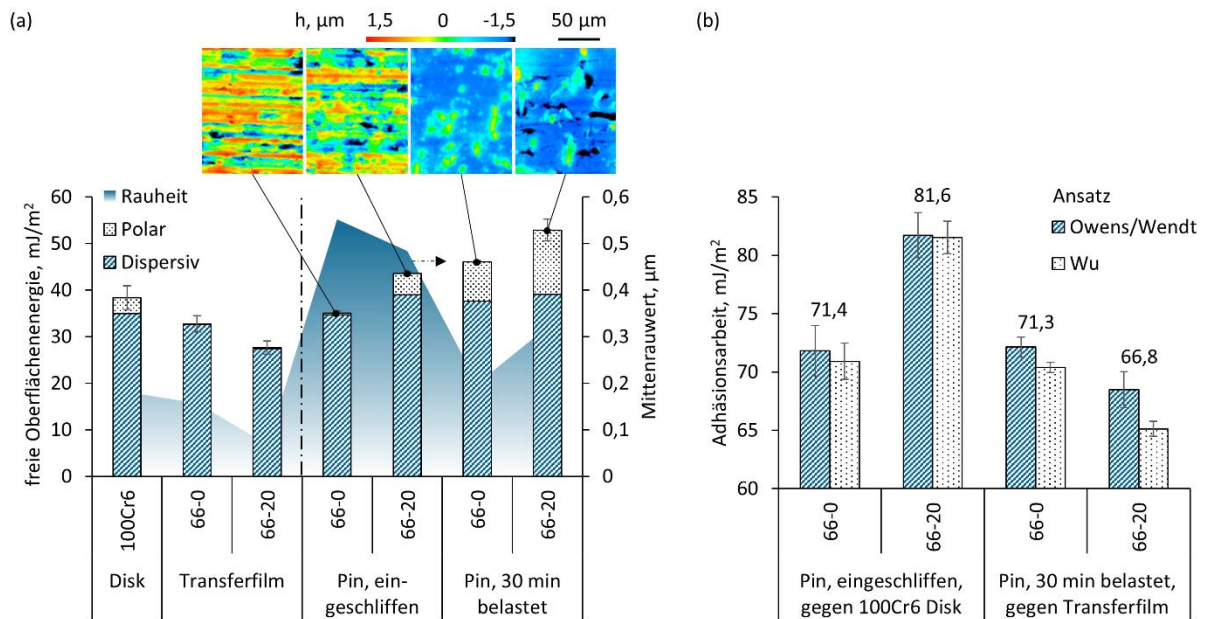 (a)
h, µm
1,5 0 -1,5
50 µm
freie Oberflächenenergie, mJ/m²
60
50
40
30
20
10
0
Rauheit
Polar
Dispersiv
0,6
0,5
0,4
0,3
0,2
0,1
0
Mittenrauwert, µm
100Cr6
66-0
66-20
66-0
66-20
66-0
66-20
Disk
Transferfilm
Pin, ein-
geschliffen
Pin, 30 min
belastet
(b)
Adhäsionsarbeit, mJ/m²
85
80
75
70
65
60
71,4
81,6
71,3
66,8
Ansatz
Owens/Wendt
Wu
66-0
66-20
66-0
66-20
Pin, eingeschliffen,
gegen 100Cr6 Disk
Pin, 30 min belastet,
gegen Transferfilm